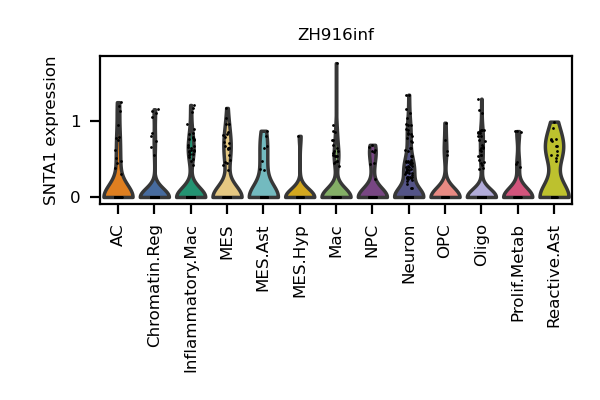 ZH916inf
SNTA1 expression
1
0
AC
Chromatin.Reg
Inflammatory.Mac
MES
MES.Ast
MES.Hyp
Mac
NPC
Neuron
OPC
Oligo
Prolif.Metab
Reactive.Ast